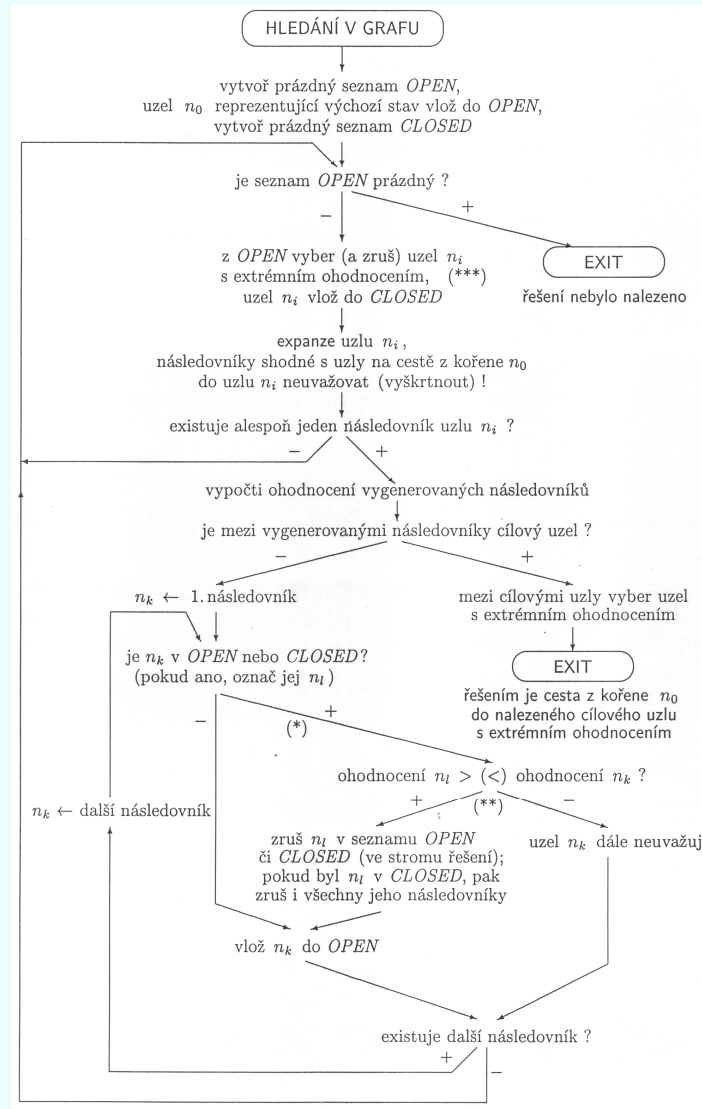 HLEDÁNÍ V GRAFU
vytvoř prázdný seznam OPEN,
uzel n₀ reprezentující výchozí stav vlož do OPEN,
vytvoř prázdný seznam CLOSED
je seznam OPEN prázdný ?
−
+
z OPEN vyber (a zruš) uzel nᵢ
s extrémním ohodnocením, (***)
uzel nᵢ vlož do CLOSED
EXIT
řešení nebylo nalezeno
expanze uzlu nᵢ ,
následovníky shodné s uzly na cestě z kořene n₀
do uzlu nᵢ neuvažovat (vyškrtnout) !
existuje alespoň jeden následovník uzlu nᵢ ?
−
+
vypočti ohodnocení vygenerovaných následovníků
je mezi vygenerovanými následovníky cílový uzel ?
−
+
nₖ ← 1. následovník
mezi cílovými uzly vyber uzel
s extrémním ohodnocením
je nₖ v OPEN nebo CLOSED?
(pokud ano, označ jej nₗ)
EXIT
řešením je cesta z kořene n₀
do nalezeného cílového uzlu
s extrémním ohodnocením
−
+
(*)
ohodnocení nₗ > (<) ohodnocení nₖ ?
+
(**)
−
nₖ ← další následovník
zruš nₗ v seznamu OPEN
či CLOSED (ve stromu řešení);
pokud byl nₗ v CLOSED, pak
zruš i všechny jeho následovníky
uzel nₖ dále neuvažuj
vlož nₖ do OPEN
existuje další následovník ?
+
−